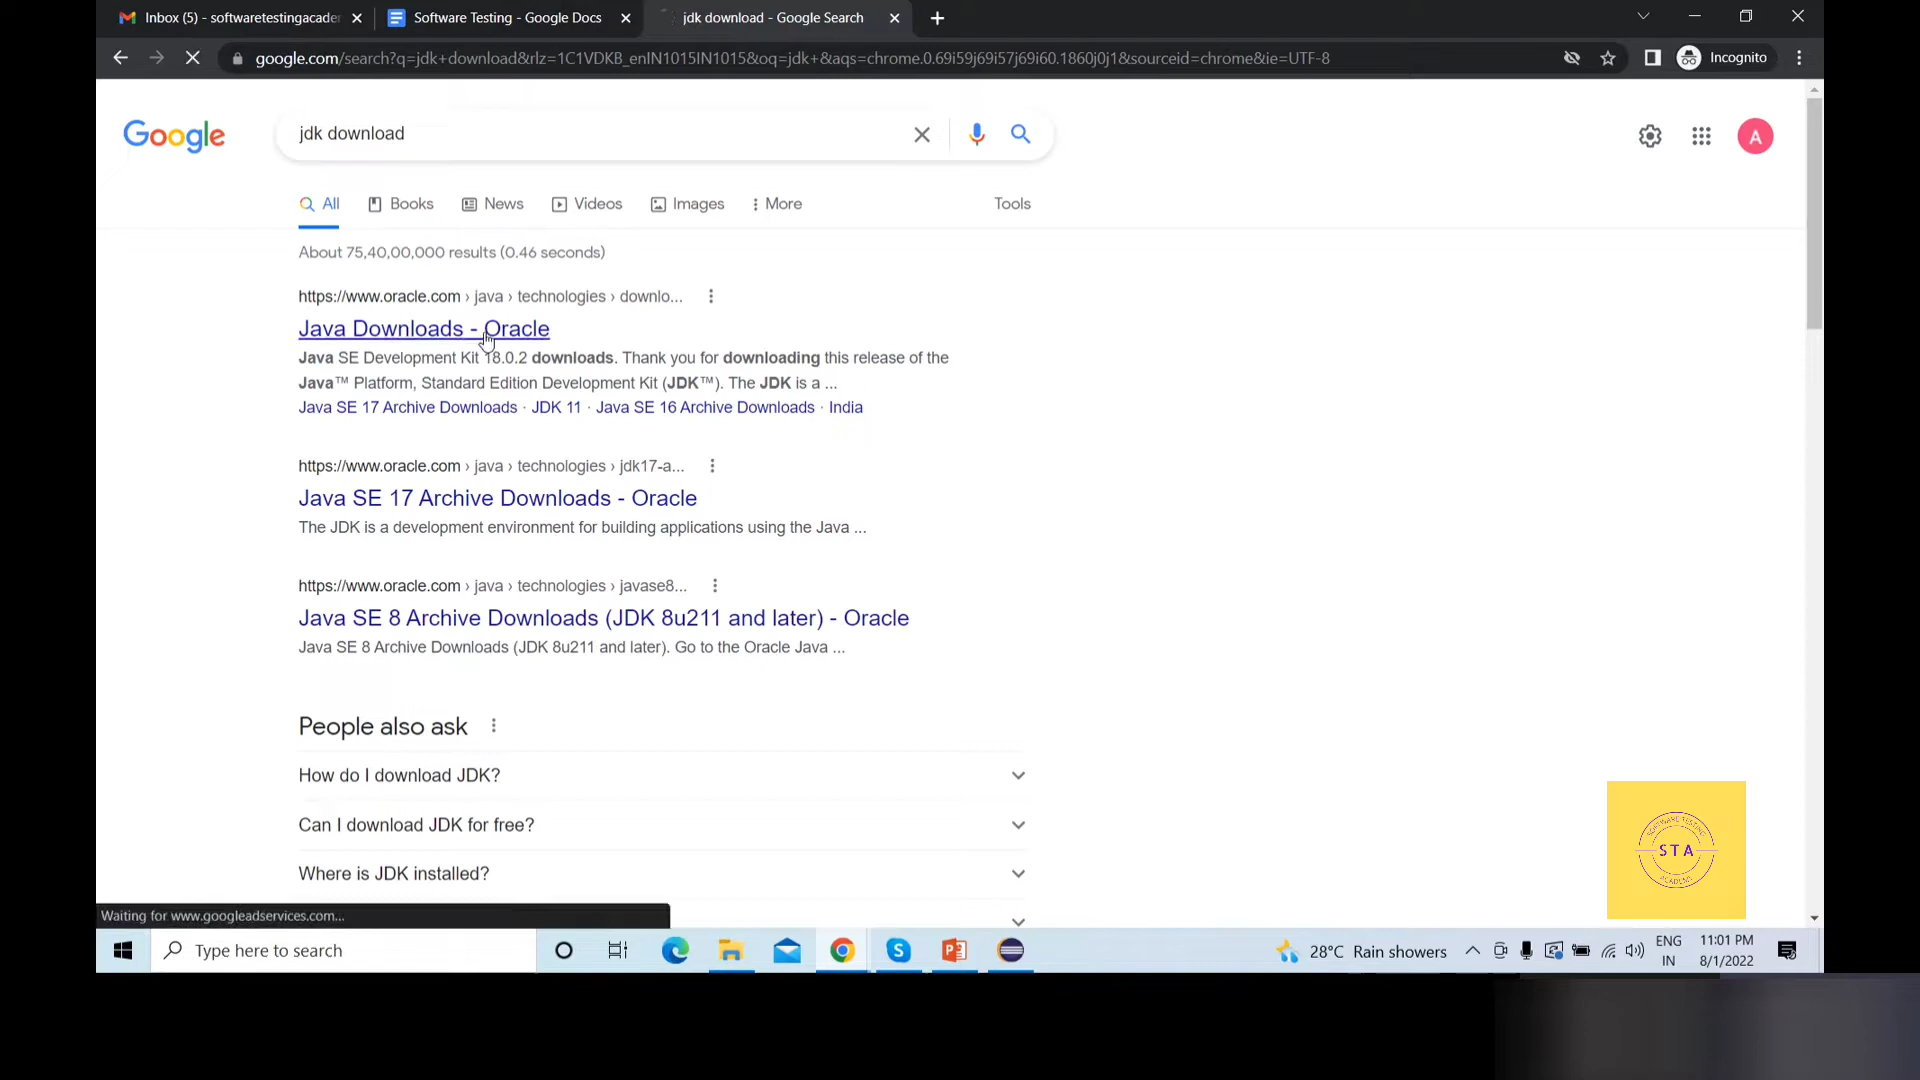 Inbox (5) - softwaretestingacader
Software Testing - Google Docs
jdk download - Google Search
google.com/search?q=jdk+download&rlz=1C1VDKB_enIN1015IN1015&oq=jdk+&aqs=chrome.0.69i59j69i57j69i60.1860j0j1&sourceid=chrome&ie=UTF-8
Incognito
Google
jdk download
A
All Books News Videos Images More Tools
About 75,40,00,000 results (0.46 seconds)
https://www.oracle.com › java › technologies › downlo...
Java Downloads - Oracle
Java SE Development Kit 18.0.2 downloads. Thank you for downloading this release of the
Java™ Platform, Standard Edition Development Kit (JDK™). The JDK is a ...
Java SE 17 Archive Downloads · JDK 11 · Java SE 16 Archive Downloads · India
https://www.oracle.com › java › technologies › jdk17-a...
Java SE 17 Archive Downloads - Oracle
The JDK is a development environment for building applications using the Java ...
https://www.oracle.com › java › technologies › javase8...
Java SE 8 Archive Downloads (JDK 8u211 and later) - Oracle
Java SE 8 Archive Downloads (JDK 8u211 and later). Go to the Oracle Java ...
People also ask
How do I download JDK?
Can I download JDK for free?
Where is JDK installed?
SOFTWARE TESTING
STA
ACADEMY
Waiting for www.googleadservices.com...
Type here to search
28°C Rain showers
ENG
IN
11:01 PM
8/1/2022